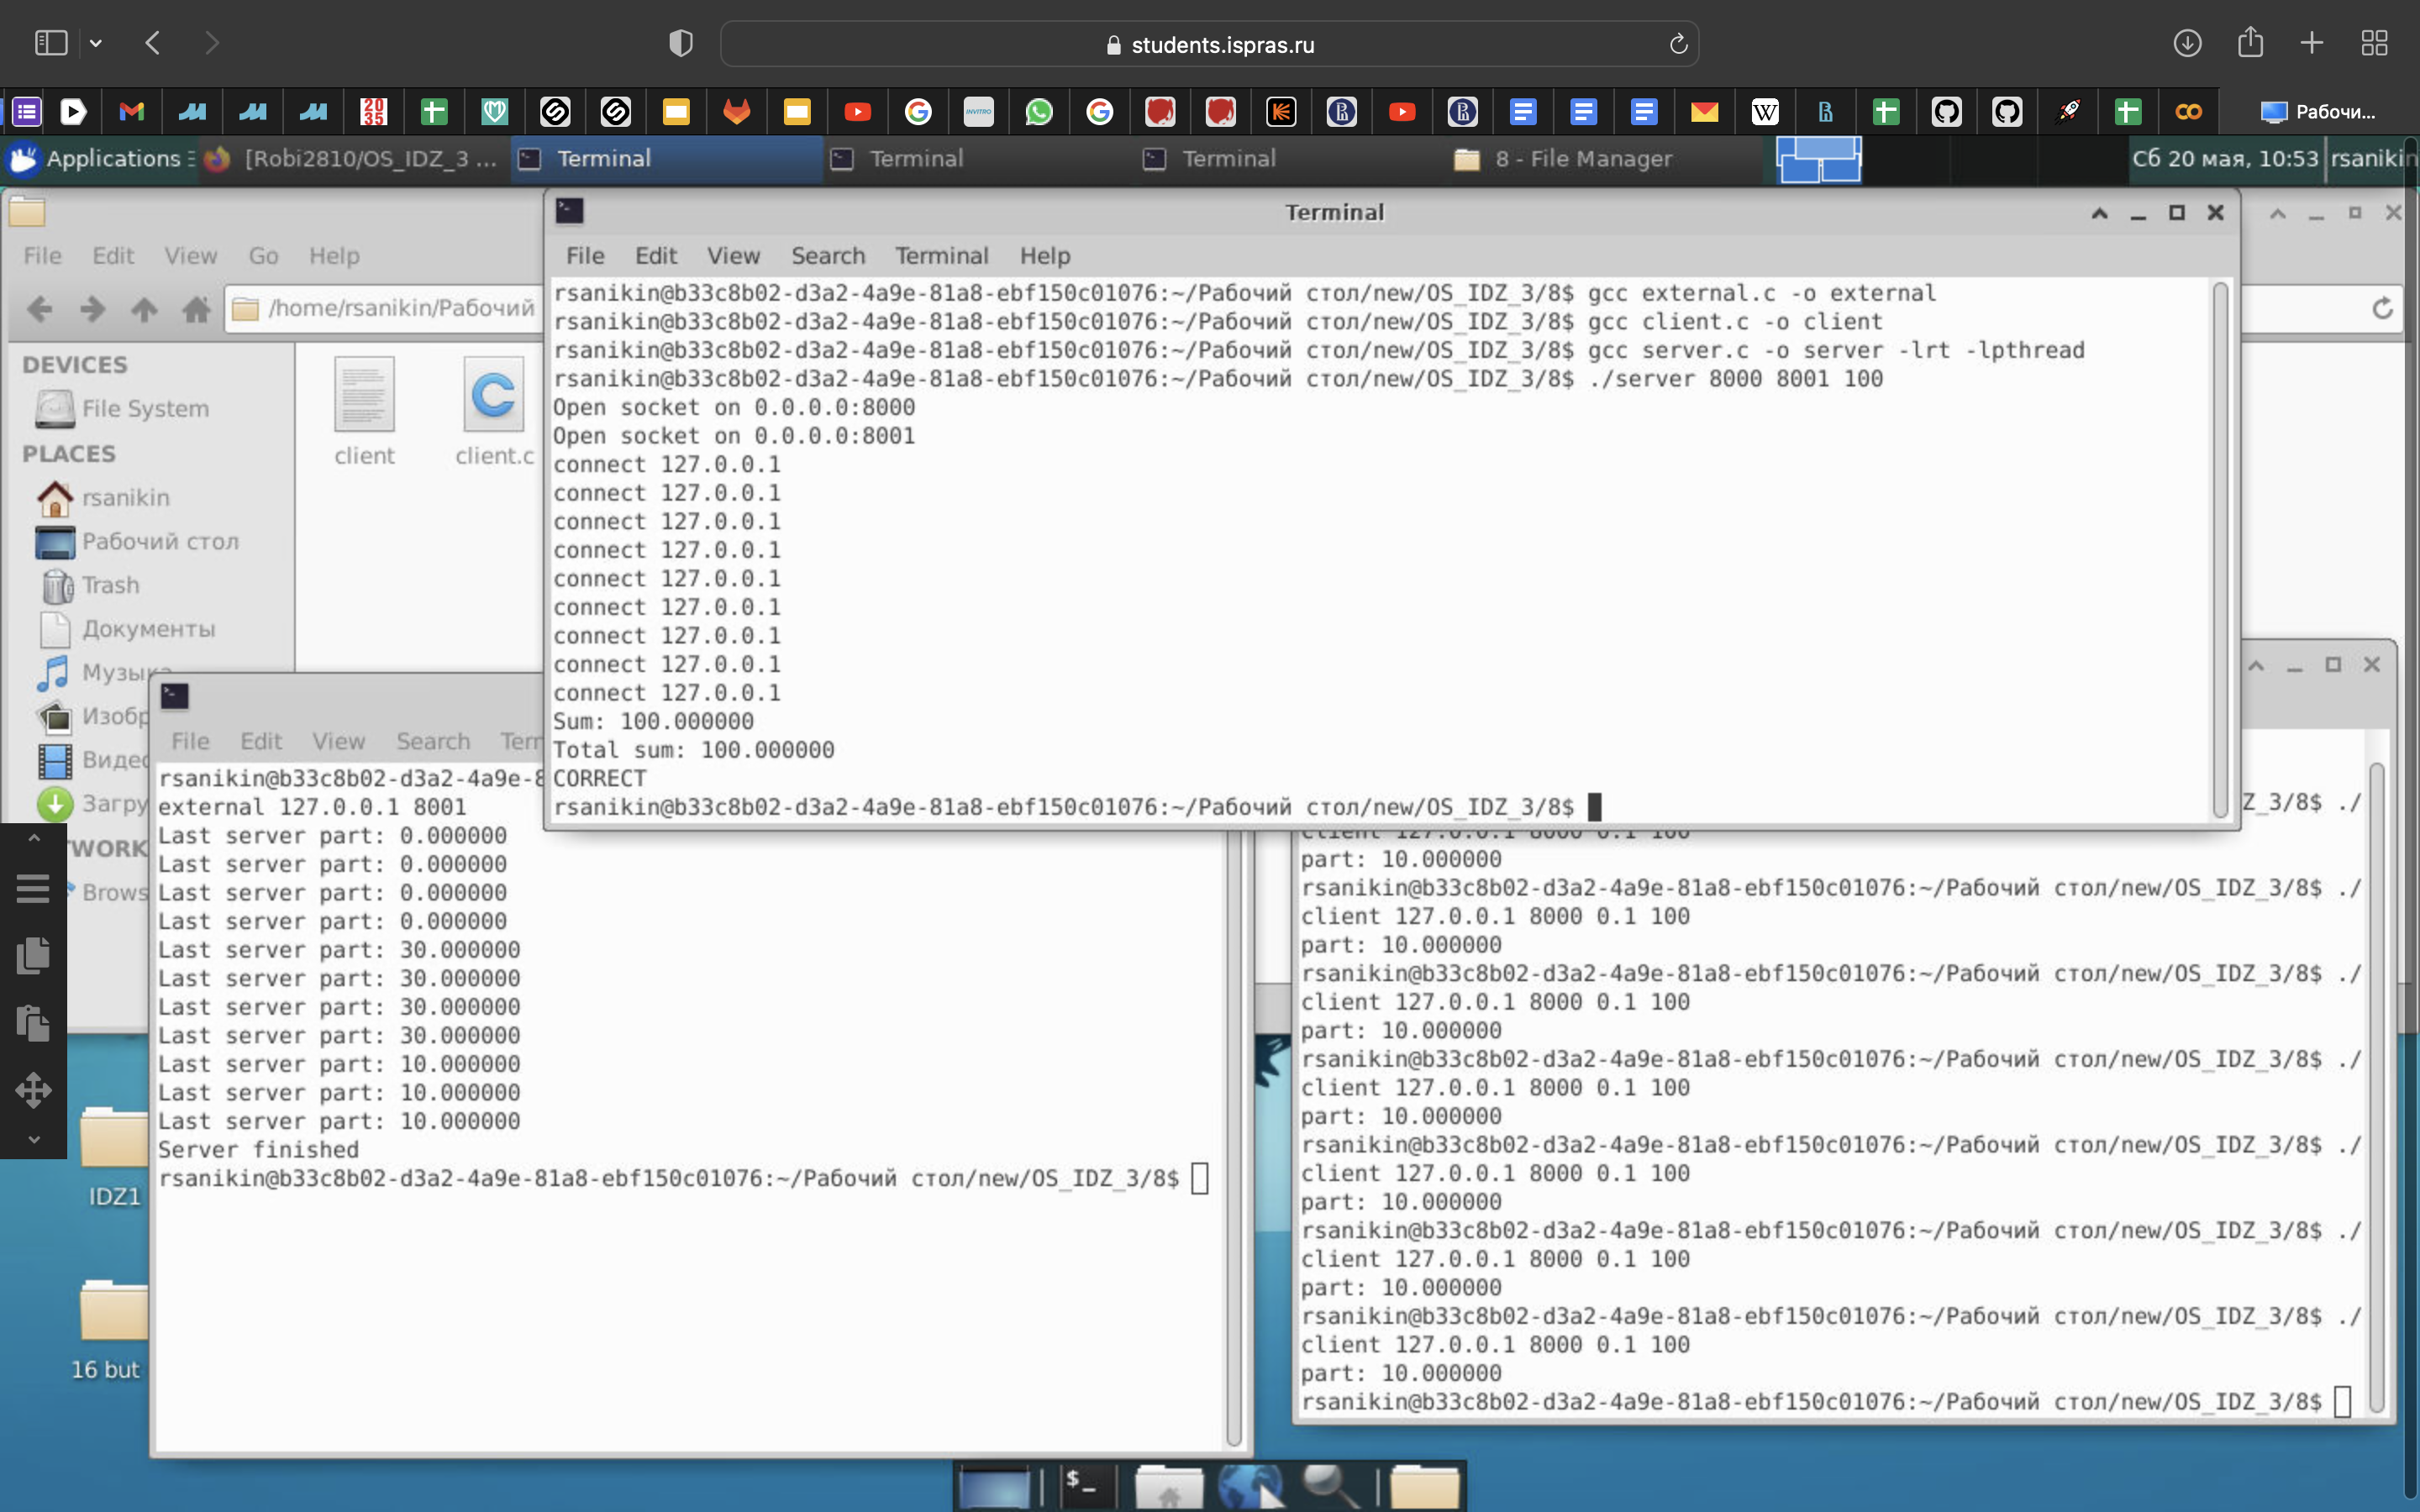 students.ispras.ru
20
35
INVITRO
W
Рабочи...
Applications
[Robi2810/OS_IDZ_3 ...
Terminal
Terminal
Terminal
8 - File Manager
Сб 20 мая, 10:53
rsanikin
File Edit View Go Help
/home/rsanikin/Рабочий
DEVICES
File System
PLACES
rsanikin
Рабочий стол
Trash
Документы
Музыка
Изобр
Видео
Загру
TWORK
Brows
client
client.c
Terminal
File Edit View Search Terminal Help
rsanikin@b33c8b02-d3a2-4a9e-81a8-ebf150c01076:~/Рабочий стол/new/OS_IDZ_3/8$ gcc external.c -o external
rsanikin@b33c8b02-d3a2-4a9e-81a8-ebf150c01076:~/Рабочий стол/new/OS_IDZ_3/8$ gcc client.c -o client
rsanikin@b33c8b02-d3a2-4a9e-81a8-ebf150c01076:~/Рабочий стол/new/OS_IDZ_3/8$ gcc server.c -o server -lrt -lpthread
rsanikin@b33c8b02-d3a2-4a9e-81a8-ebf150c01076:~/Рабочий стол/new/OS_IDZ_3/8$ ./server 8000 8001 100
Open socket on 0.0.0.0:8000
Open socket on 0.0.0.0:8001
connect 127.0.0.1
connect 127.0.0.1
connect 127.0.0.1
connect 127.0.0.1
connect 127.0.0.1
connect 127.0.0.1
connect 127.0.0.1
connect 127.0.0.1
connect 127.0.0.1
Sum: 100.000000
Total sum: 100.000000
CORRECT
rsanikin@b33c8b02-d3a2-4a9e-81a8-ebf150c01076:~/Рабочий стол/new/OS_IDZ_3/8$
File Edit View Search Terr
rsanikin@b33c8b02-d3a2-4a9e-8
external 127.0.0.1 8001
Last server part: 0.000000
Last server part: 0.000000
Last server part: 0.000000
Last server part: 0.000000
Last server part: 30.000000
Last server part: 30.000000
Last server part: 30.000000
Last server part: 30.000000
Last server part: 10.000000
Last server part: 10.000000
Last server part: 10.000000
Server finished
rsanikin@b33c8b02-d3a2-4a9e-81a8-ebf150c01076:~/Рабочий стол/new/OS_IDZ_3/8$
Z_3/8$ ./
client 127.0.0.1 8000 0.1 100
part: 10.000000
rsanikin@b33c8b02-d3a2-4a9e-81a8-ebf150c01076:~/Рабочий стол/new/OS_IDZ_3/8$ ./
client 127.0.0.1 8000 0.1 100
part: 10.000000
rsanikin@b33c8b02-d3a2-4a9e-81a8-ebf150c01076:~/Рабочий стол/new/OS_IDZ_3/8$ ./
client 127.0.0.1 8000 0.1 100
part: 10.000000
rsanikin@b33c8b02-d3a2-4a9e-81a8-ebf150c01076:~/Рабочий стол/new/OS_IDZ_3/8$ ./
client 127.0.0.1 8000 0.1 100
part: 10.000000
rsanikin@b33c8b02-d3a2-4a9e-81a8-ebf150c01076:~/Рабочий стол/new/OS_IDZ_3/8$ ./
client 127.0.0.1 8000 0.1 100
part: 10.000000
rsanikin@b33c8b02-d3a2-4a9e-81a8-ebf150c01076:~/Рабочий стол/new/OS_IDZ_3/8$ ./
client 127.0.0.1 8000 0.1 100
part: 10.000000
rsanikin@b33c8b02-d3a2-4a9e-81a8-ebf150c01076:~/Рабочий стол/new/OS_IDZ_3/8$ ./
client 127.0.0.1 8000 0.1 100
part: 10.000000
rsanikin@b33c8b02-d3a2-4a9e-81a8-ebf150c01076:~/Рабочий стол/new/OS_IDZ_3/8$
IDZ1
16 but